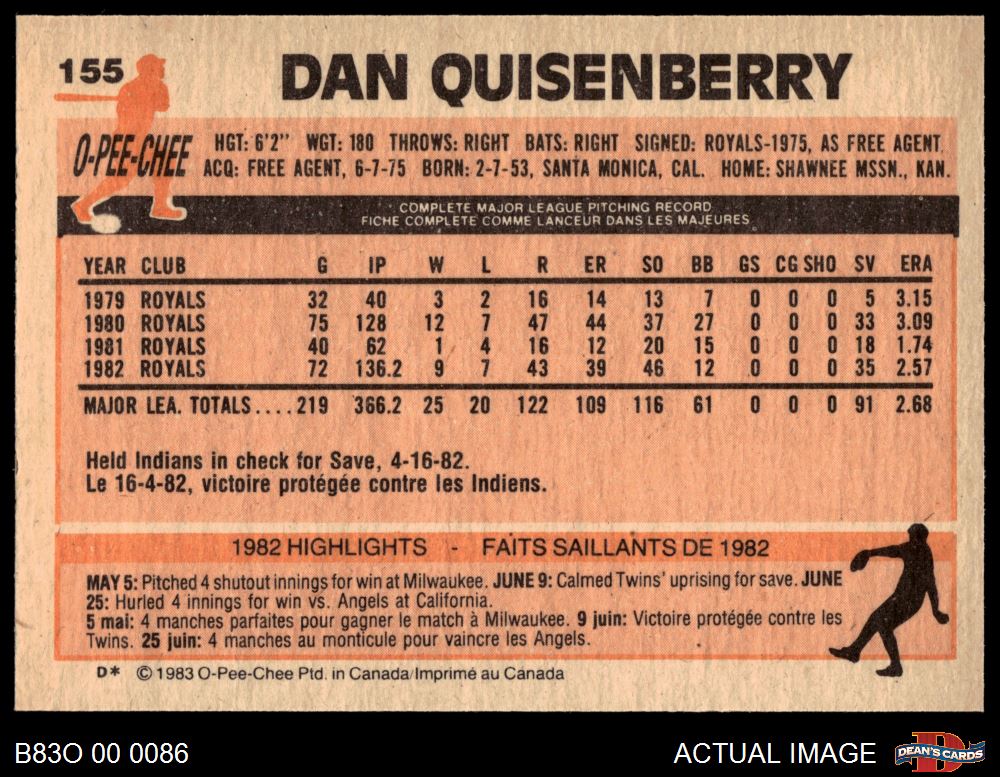 155 DAN QUISENBERRY
O-PEE-CHEE
HGT: 6'2" WGT: 180 THROWS: RIGHT BATS: RIGHT SIGNED: ROYALS-1975, AS FREE AGENT,
ACQ: FREE AGENT, 6-7-75 BORN: 2-7-53, SANTA MONICA, CAL. HOME: SHAWNEE MSSN., KAN.
COMPLETE MAJOR LEAGUE PITCHING RECORD
FICHE COMPLETE COMME LANCEUR DANS LES MAJEURES
YEAR CLUB G IP W L R ER SO BB GS CG SHO SV ERA
1979 ROYALS 32 40 3 2 16 14 13 7 0 0 0 5 3.15
1980 ROYALS 75 128 12 7 47 44 37 27 0 0 0 33 3.09
1981 ROYALS 40 62 1 4 16 12 20 15 0 0 0 18 1.74
1982 ROYALS 72 136.2 9 7 43 39 46 12 0 0 0 35 2.57
MAJOR LEA. TOTALS....219 366.2 25 20 122 109 116 61 0 0 0 91 2.68
Held Indians in check for Save, 4-16-82.
Le 16-4-82, victoire protégée contre les Indiens.
1982 HIGHLIGHTS - FAITS SAILLANTS DE 1982
MAY 5: Pitched 4 shutout innings for win at Milwaukee. JUNE 9: Calmed Twins' uprising for save. JUNE
25: Hurled 4 innings for win vs. Angels at California.
5 mai: 4 manches parfaites pour gagner le match à Milwaukee. 9 juin: Victoire protégée contre les
Twins. 25 juin: 4 manches au monticule pour vaincre les Angels.
D* © 1983 O-Pee-Chee Ptd. in Canada/Imprimé au Canada
B83O 00 0086 ACTUAL IMAGE DEAN'S CARDS